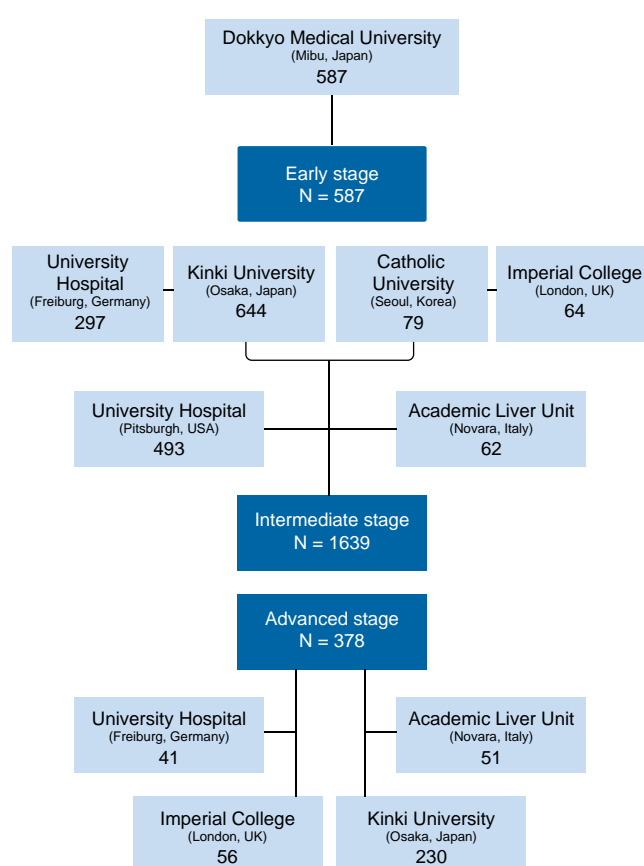 Dokkyo Medical University
(Mibu, Japan)
587
Early stage
N = 587
University
Hospital
(Freiburg, Germany)
297
Kinki University
(Osaka, Japan)
644
Catholic
University
(Seoul, Korea)
79
Imperial College
(London, UK)
64
University Hospital
(Pitsburgh, USA)
493
Academic Liver Unit
(Novara, Italy)
62
Intermediate stage
N = 1639
Advanced stage
N = 378
University Hospital
(Freiburg, Germany)
41
Academic Liver Unit
(Novara, Italy)
51
Imperial College
(London, UK)
56
Kinki University
(Osaka, Japan)
230